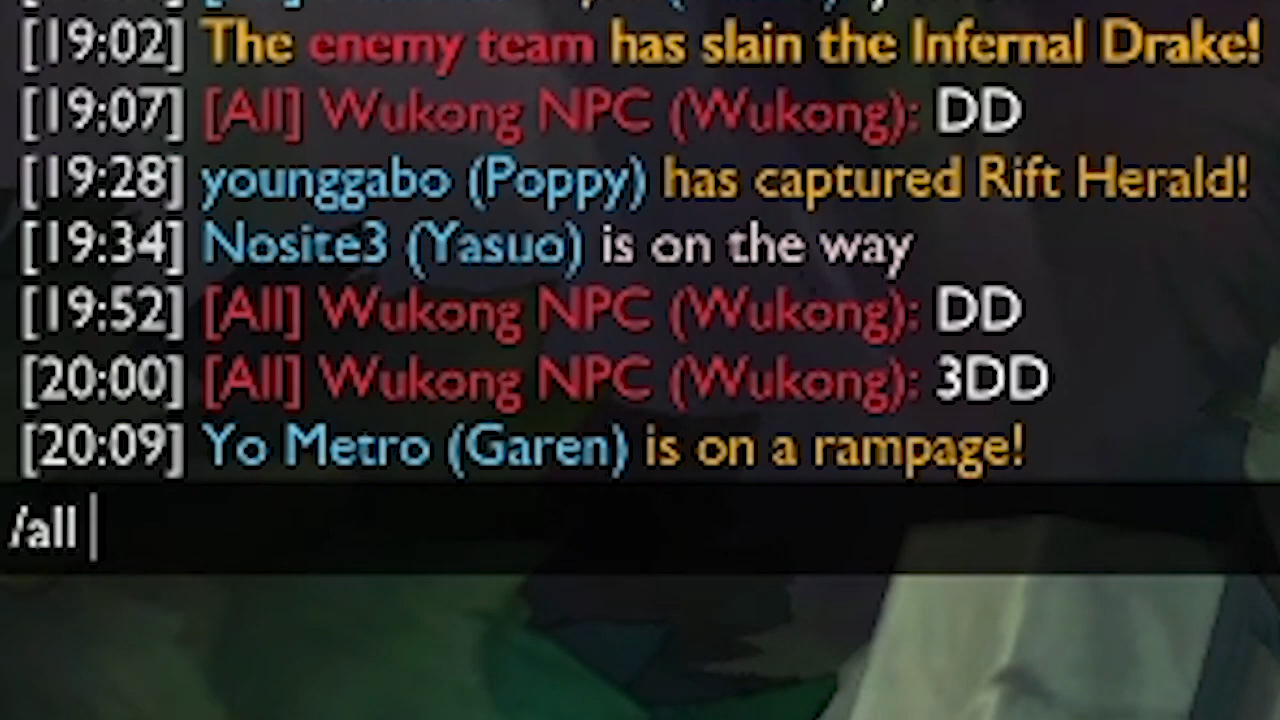 [19:02] The enemy team has slain the Infernal Drake!
[19:07] [All] Wukong NPC (Wukong): DD
[19:28] younggabo (Poppy) has captured Rift Herald!
[19:34] Nosite3 (Yasuo) is on the way
[19:52] [All] Wukong NPC (Wukong): DD
[20:00] [All] Wukong NPC (Wukong): 3DD
[20:09] Yo Metro (Garen) is on a rampage!
/all